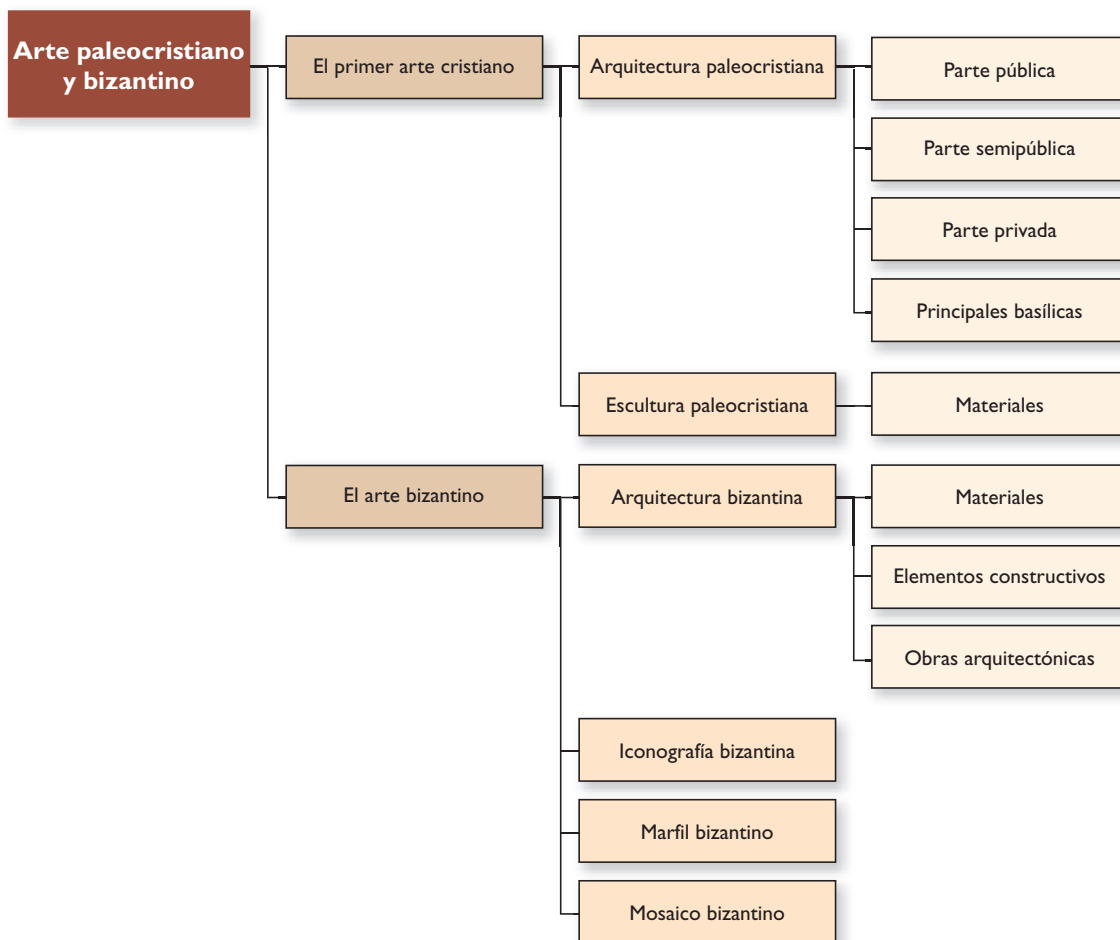 Arte paleocristiano
y bizantino
El primer arte cristiano
Arquitectura paleocristiana
Parte pública
Parte semipública
Parte privada
Principales basílicas
Escultura paleocristiana
Materiales
El arte bizantino
Arquitectura bizantina
Materiales
Elementos constructivos
Obras arquitectónicas
Iconografía bizantina
Marfil bizantino
Mosaico bizantino